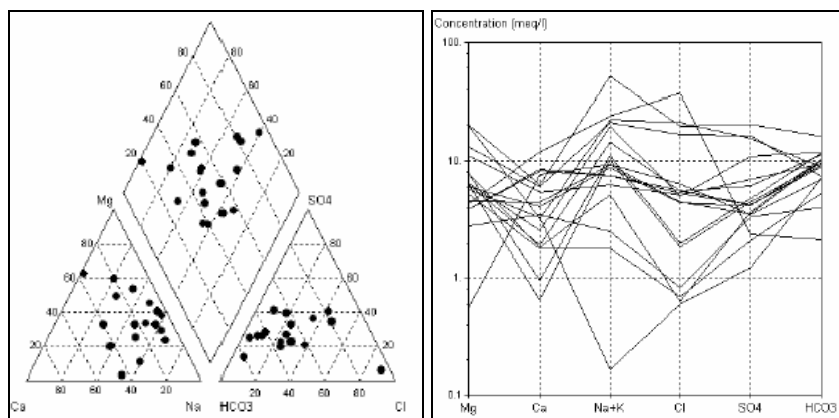 80 80
60 60
40 40
20 20
Mg SO4
80 80
60 60
40 40
20 20
80 60 40 20 20 40 60 80
Ca Na HCO3 Cl
Concentration (meq/l)
100.
10.
1.
0.1
Mg Ca Na+K Cl SO4 HCO3